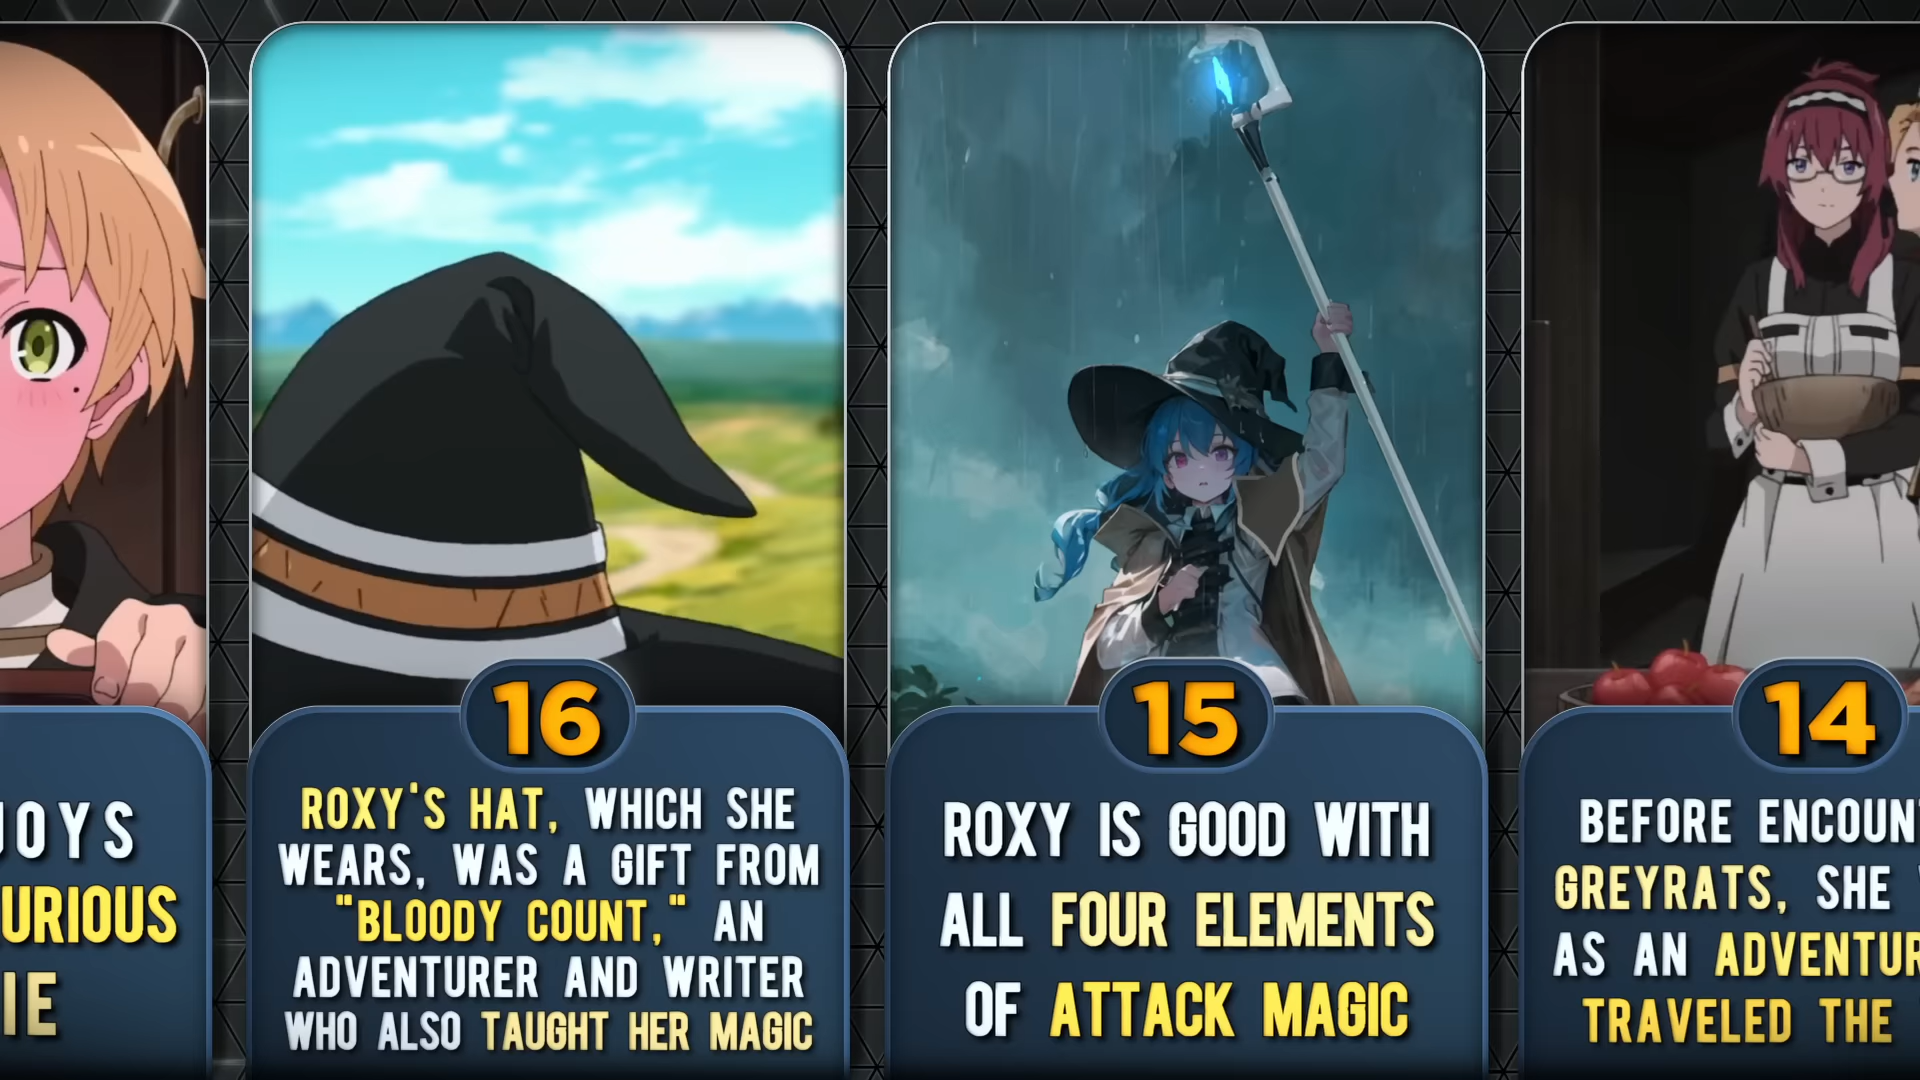 JOYS
URIOUS
IE
16
ROXY'S HAT, WHICH SHE
WEARS, WAS A GIFT FROM
"BLOODY COUNT," AN
ADVENTURER AND WRITER
WHO ALSO TAUGHT HER MAGIC
15
ROXY IS GOOD WITH
ALL FOUR ELEMENTS
OF ATTACK MAGIC
14
BEFORE ENCOUN
GREYRATS, SHE
AS AN ADVENTUR
TRAVELED THE